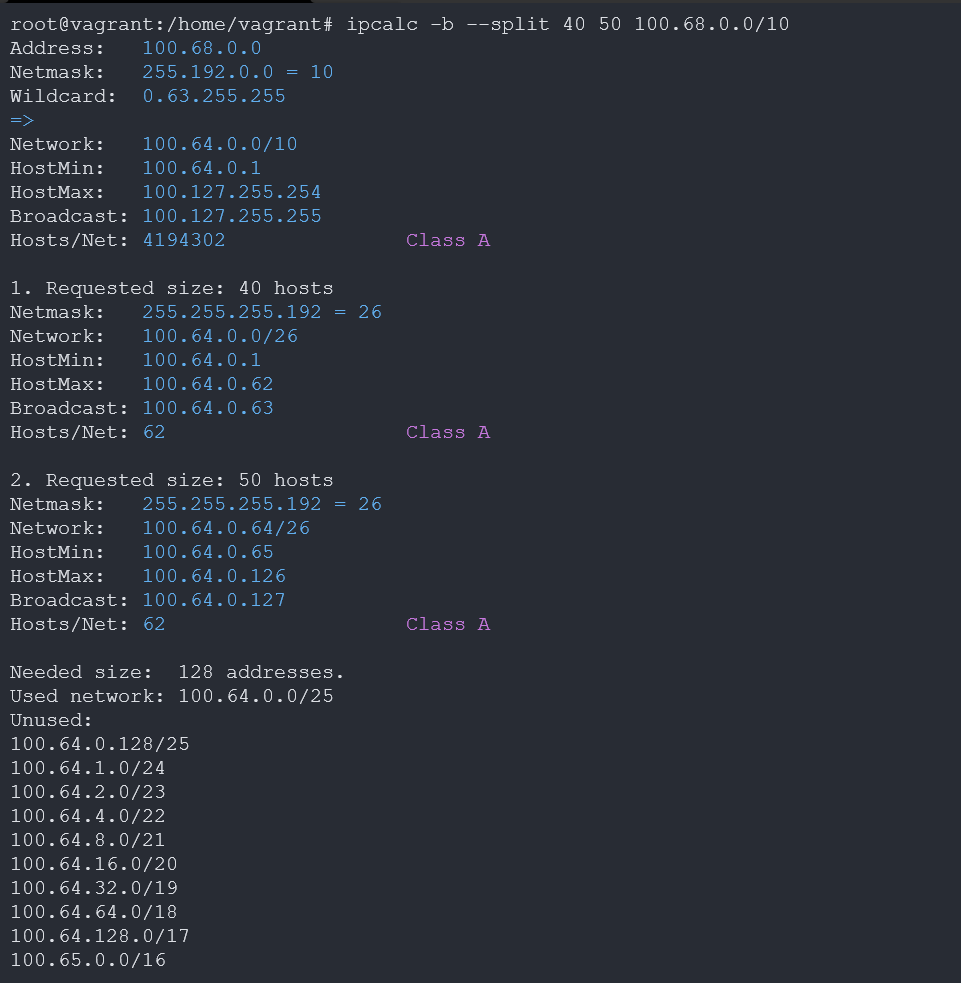 root@vagrant:/home/vagrant# ipcalc -b --split 40 50 100.68.0.0/10
Address:   100.68.0.0
Netmask:   255.192.0.0 = 10
Wildcard:  0.63.255.255
=>
Network:   100.64.0.0/10
HostMin:   100.64.0.1
HostMax:   100.127.255.254
Broadcast: 100.127.255.255
Hosts/Net: 4194302               Class A

1. Requested size: 40 hosts
Netmask:   255.255.255.192 = 26
Network:   100.64.0.0/26
HostMin:   100.64.0.1
HostMax:   100.64.0.62
Broadcast: 100.64.0.63
Hosts/Net: 62                    Class A

2. Requested size: 50 hosts
Netmask:   255.255.255.192 = 26
Network:   100.64.0.64/26
HostMin:   100.64.0.65
HostMax:   100.64.0.126
Broadcast: 100.64.0.127
Hosts/Net: 62                    Class A

Needed size:  128 addresses.
Used network: 100.64.0.0/25
Unused:
100.64.0.128/25
100.64.1.0/24
100.64.2.0/23
100.64.4.0/22
100.64.8.0/21
100.64.16.0/20
100.64.32.0/19
100.64.64.0/18
100.64.128.0/17
100.65.0.0/16